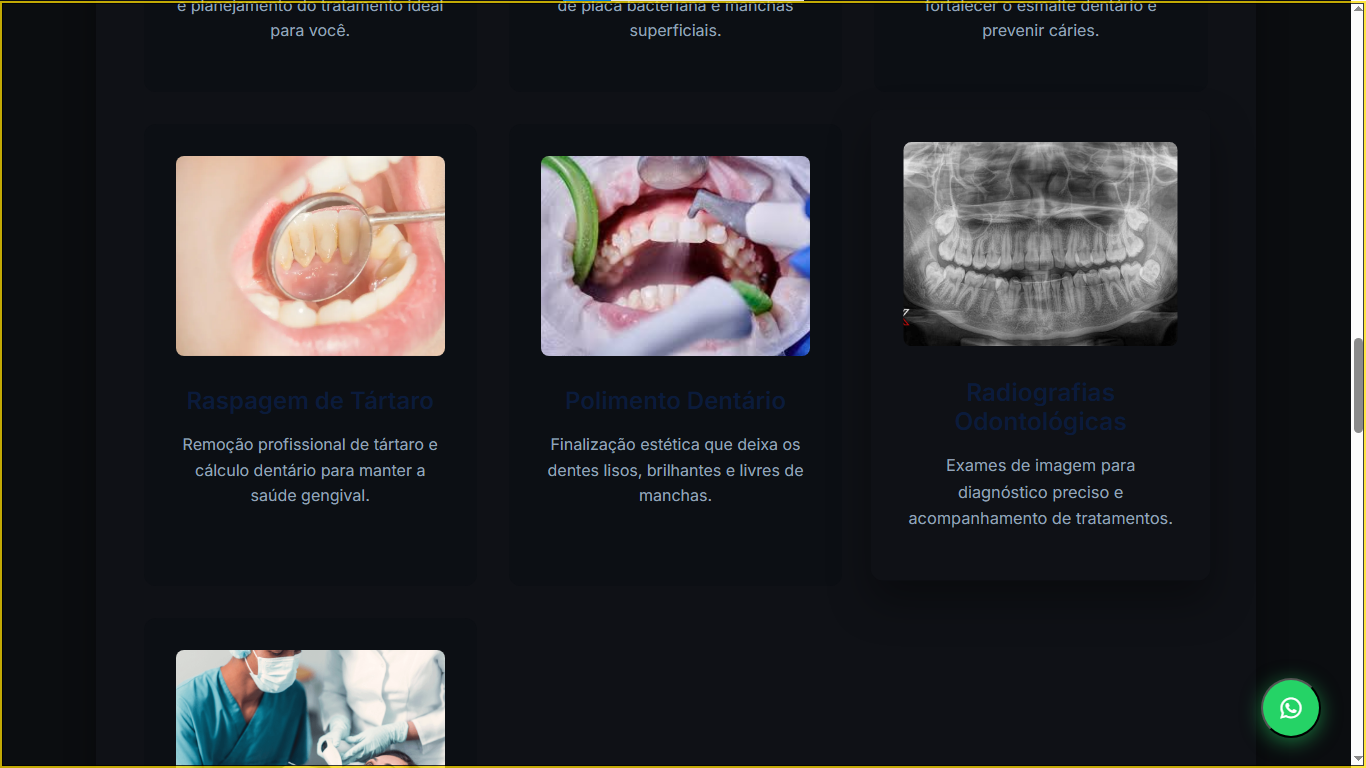 e planejamento do tratamento ideal
para você.
de placa bacteriana e manchas
superficiais.
fortalecer o esmalte dentário e
prevenir cáries.
Raspagem de Tártaro
Remoção profissional de tártaro e
cálculo dentário para manter a
saúde gengival.
Polimento Dentário
Finalização estética que deixa os
dentes lisos, brilhantes e livres de
manchas.
Radiografias
Odontológicas
Exames de imagem para
diagnóstico preciso e
acompanhamento de tratamentos.